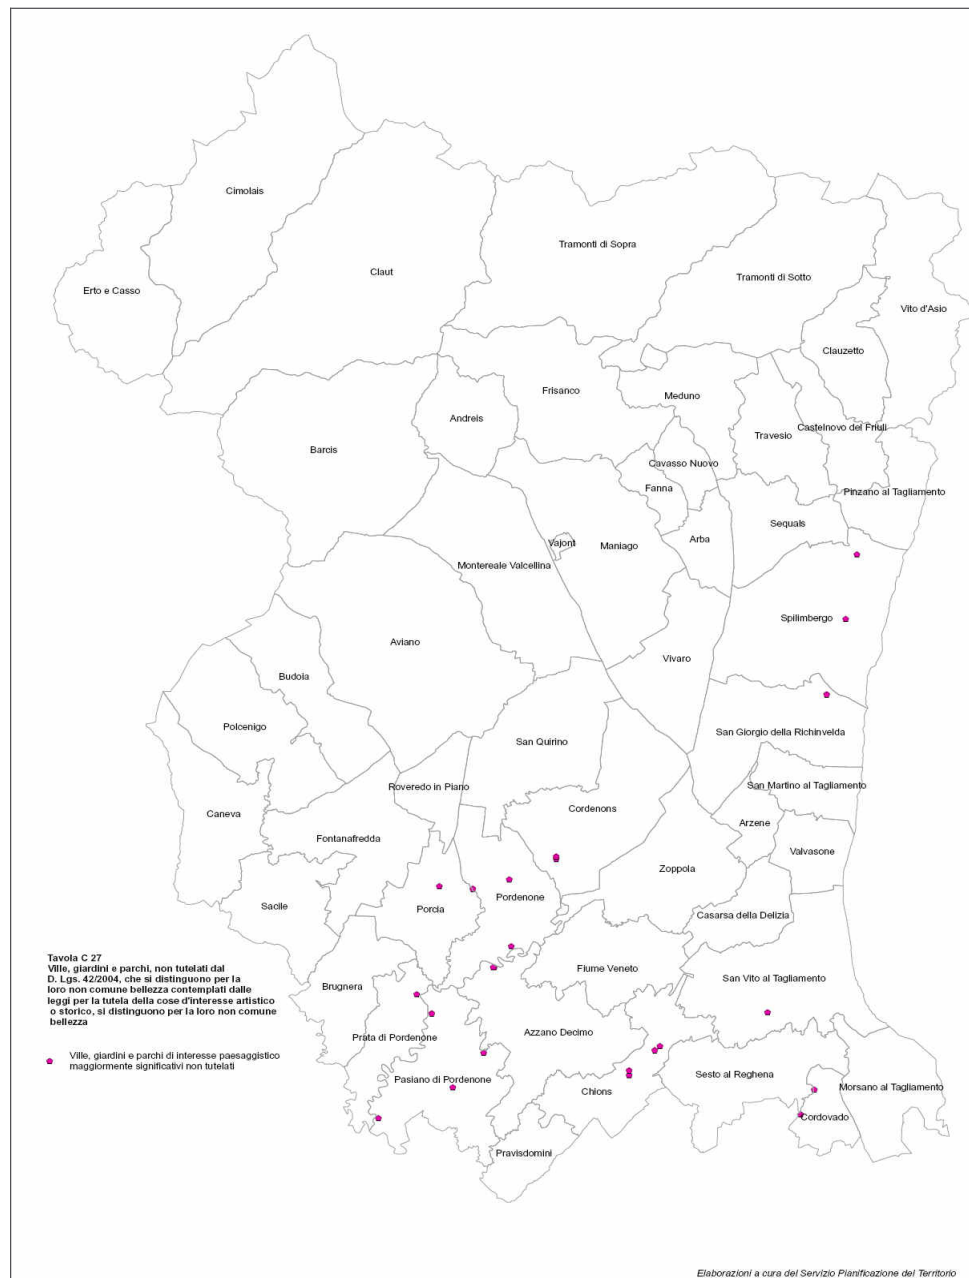 Cimolais
Tramonti di Sopra
Claut
Tramonti di Sotto
Erto e Casso
Vito d'Asio
Clauzetto
Frisanco
Meduno
Andreis
Castelnovo del Friuli
Travesio
Barcis
Cavasso Nuovo
Fanna
Pinzano al Tagliamento
Sequals
Arba
Vajont
Maniago
Montereale Valcellina
Spilimbergo
Aviano
Vivaro
Budoia
Polcenigo
San Giorgio della Richinvelda
San Quirino
San Martino al Tagliamento
Roveredo in Piano
Cordenons
Caneva
Arzene
Fontanafredda
Valvasone
Zoppola
Pordenone
Sacile
Porcia
Casarsa della Delizia
Tavola C 27
Ville, giardini e parchi, non tutelati dal
D. Lgs. 42/2004, che si distinguono per la
loro non comune bellezza contemplati dalle
leggi per la tutela della cose d'interesse artistico
o storico, si distinguono per la loro non comune
bellezza
Fiume Veneto
San Vito al Tagliamento
Brugnera
Azzano Decimo
Prata di Pordenone
Ville, giardini e parchi di interesse paesaggistico
maggiormente significativi non tutelati
Sesto al Reghena
Pasiano di Pordenone
Morsano al Tagliamento
Chions
Cordovado
Pravisdomini
Elaborazioni a cura del Servizio Pianificazione del Territorio